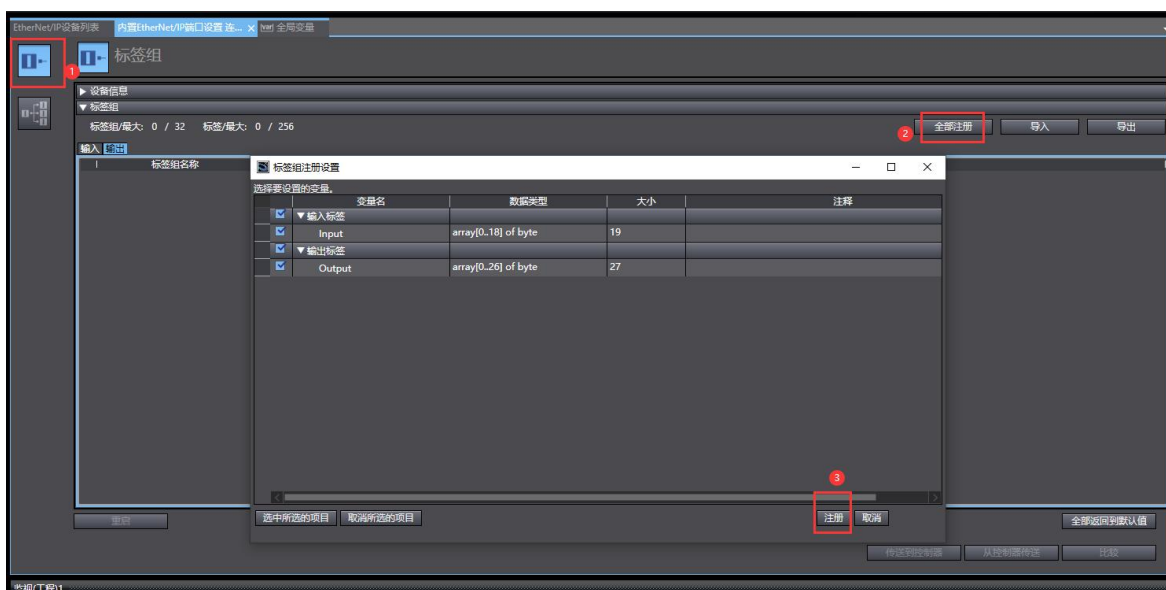 EtherNet/IP设备列表 内置EtherNet/IP端口设置 连... x 全局变量
标签组
1
▶ 设备信息
▼ 标签组
标签组/最大: 0 / 32 标签/最大: 0 / 256
2
全部注册 导入 导出
输入 输出
标签组名称
标签组注册设置
选择要设置的变量。
变量名 数据类型 大小 注释
▼ 输入标签
Input array[0..18] of byte 19
▼ 输出标签
Output array[0..26] of byte 27
3
选中所选的项目 取消所选的项目 注册 取消
重启 全部返回到默认值
传送到控制器 从控制器传送 比较
监视(工程)1